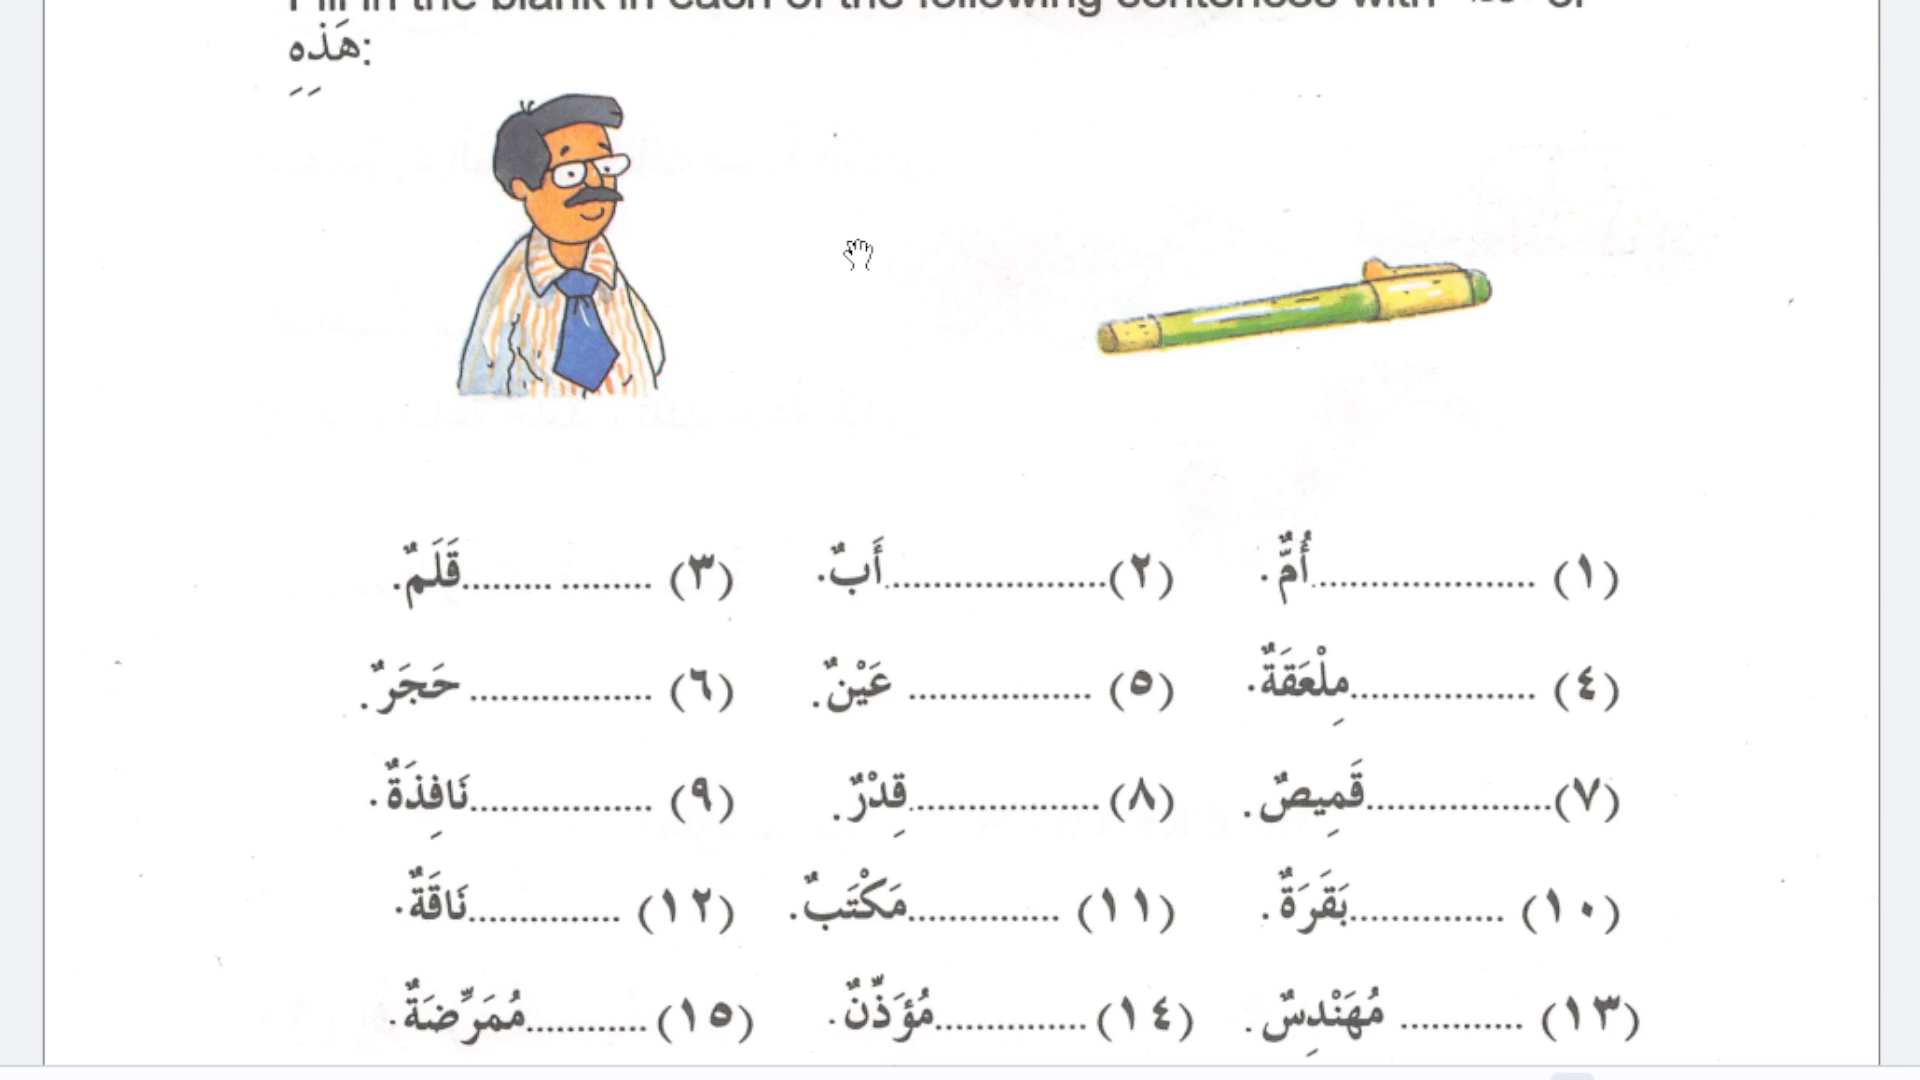 Fill in the blank in each of the following sentences with هَذَا or
هَذِهِ:
(١) .....................أُمٌّ. (٢).....................أَبٌ. (٣) ......... .........قَلَمٌ.
(٤) ..................مِلْعَقَةٌ. (٥) .................. عَيْنٌ. (٦) .................. حَجَرٌ.
(٧)..................قَمِيصٌ. (٨) ..................قِدْرٌ. (٩) ..................نَافِذَةٌ.
(١٠) ...............بَقَرَةٌ. (١١) ...............مَكْتَبٌ. (١٢) ...............نَاقَةٌ.
(١٣) ............ مُهَنْدِسٌ. (١٤) ...............مُؤَذِّنٌ. (١٥) ............مُمَرِّضَةٌ.